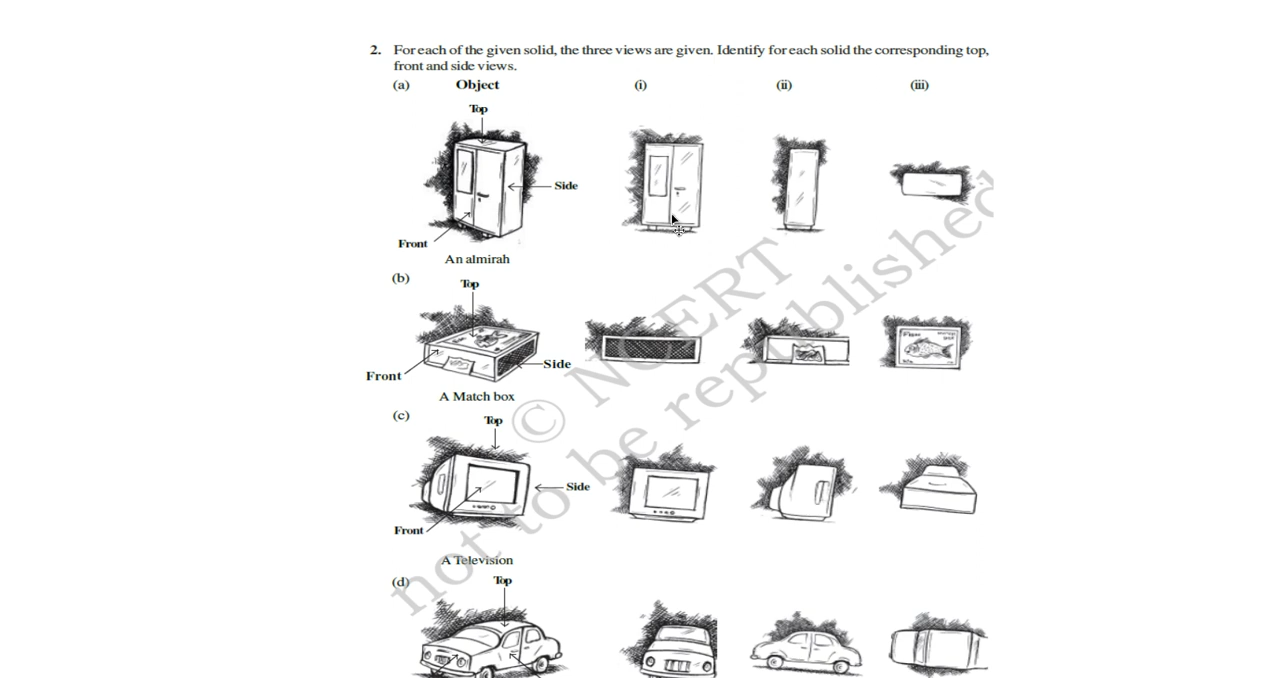 2. For each of the given solid, the three views are given. Identify for each solid the corresponding top,
front and side views.
(a) Object (i) (ii) (iii)
Top
Side
Front
An almirah
(b)
Top
Side
Front
A Match box
(c)
Top
Side
Front
A Television
(d)
Top
© NCERT
not to be republished